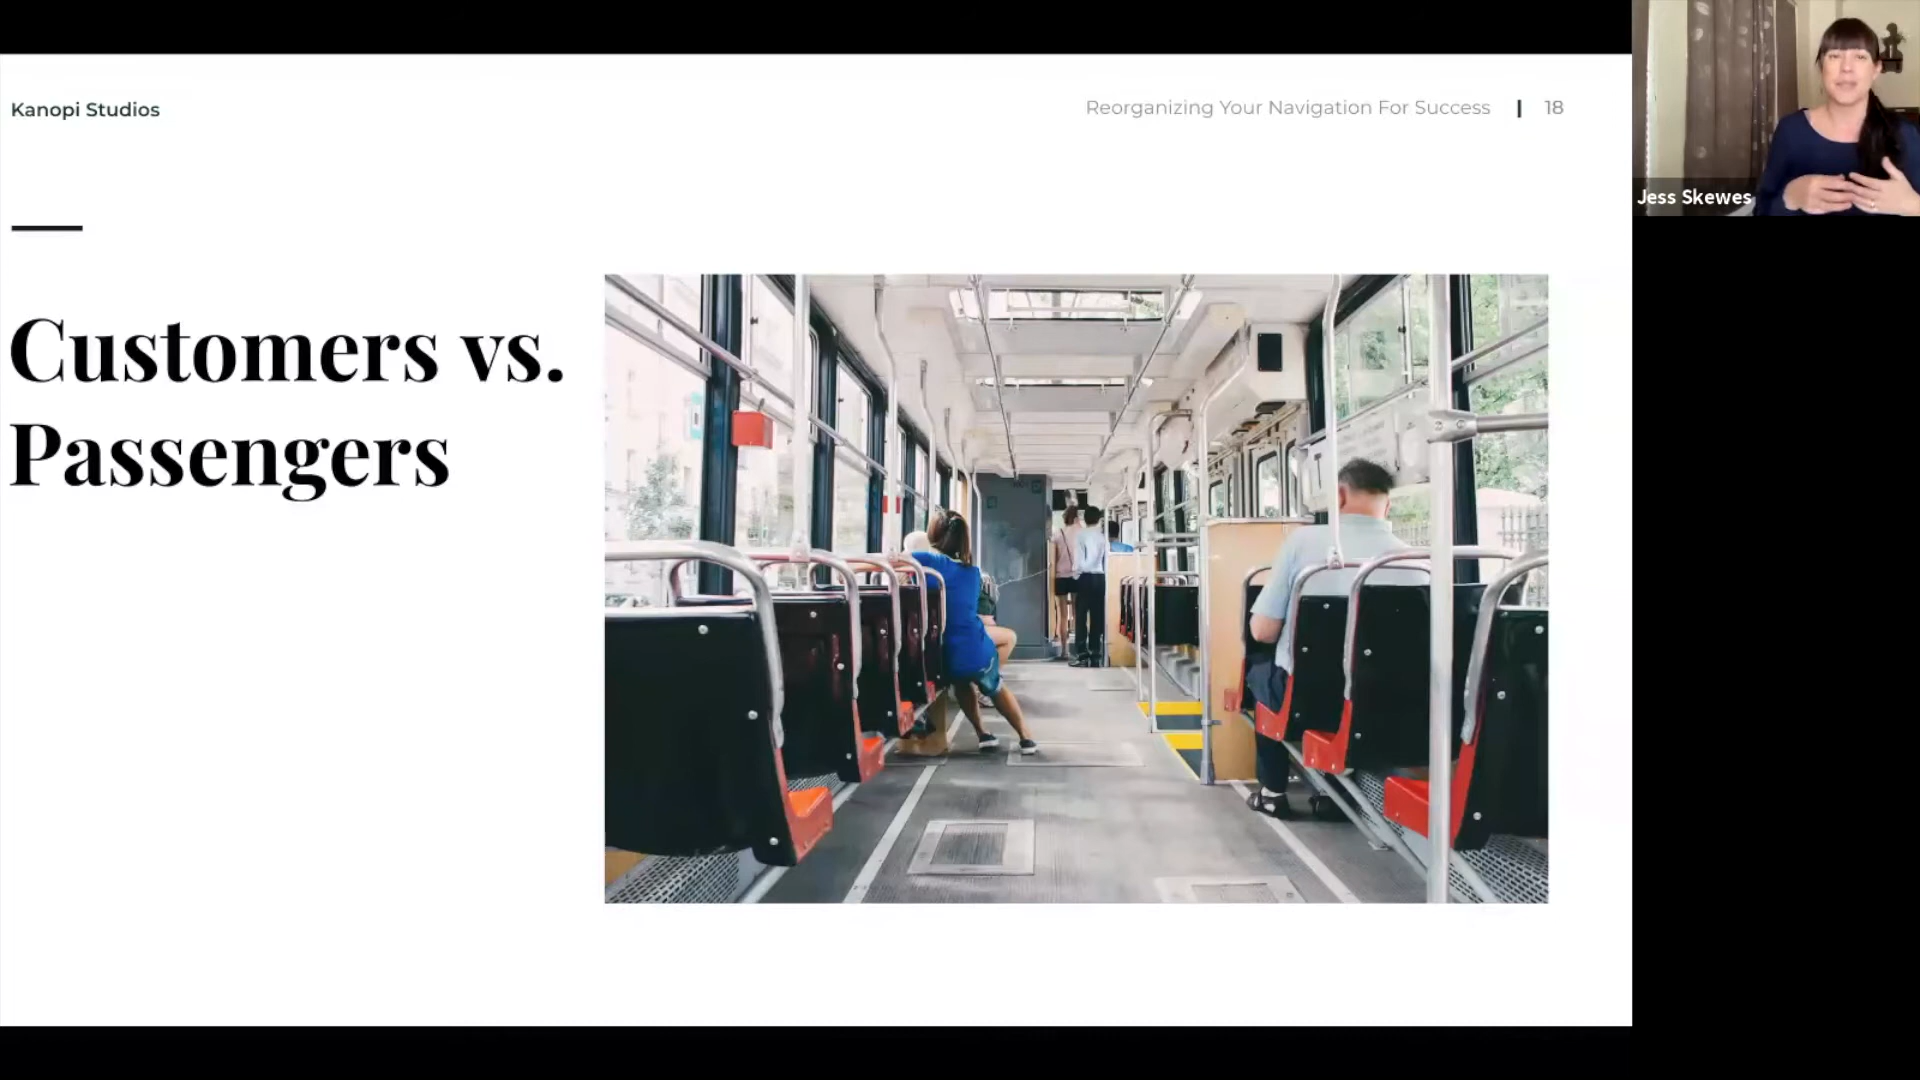 Kanopi Studios
Reorganizing Your Navigation For Success | 18
Jess Skewes
Customers vs.
Passengers